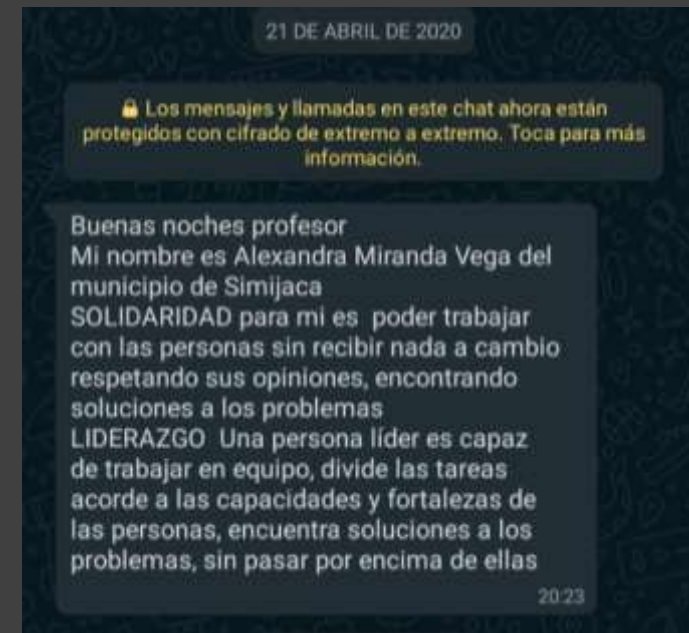 21 DE ABRIL DE 2020
Los mensajes y llamadas en este chat ahora están
protegidos con cifrado de extremo a extremo. Toca para más
información.
Buenas noches profesor
Mi nombre es Alexandra Miranda Vega del
municipio de Simijaca
SOLIDARIDAD para mi es poder trabajar
con las personas sin recibir nada a cambio
respetando sus opiniones, encontrando
soluciones a los problemas
LIDERAZGO Una persona líder es capaz
de trabajar en equipo, divide las tareas
acorde a las capacidades y fortalezas de
las personas, encuentra soluciones a los
problemas, sin pasar por encima de ellas
20:23